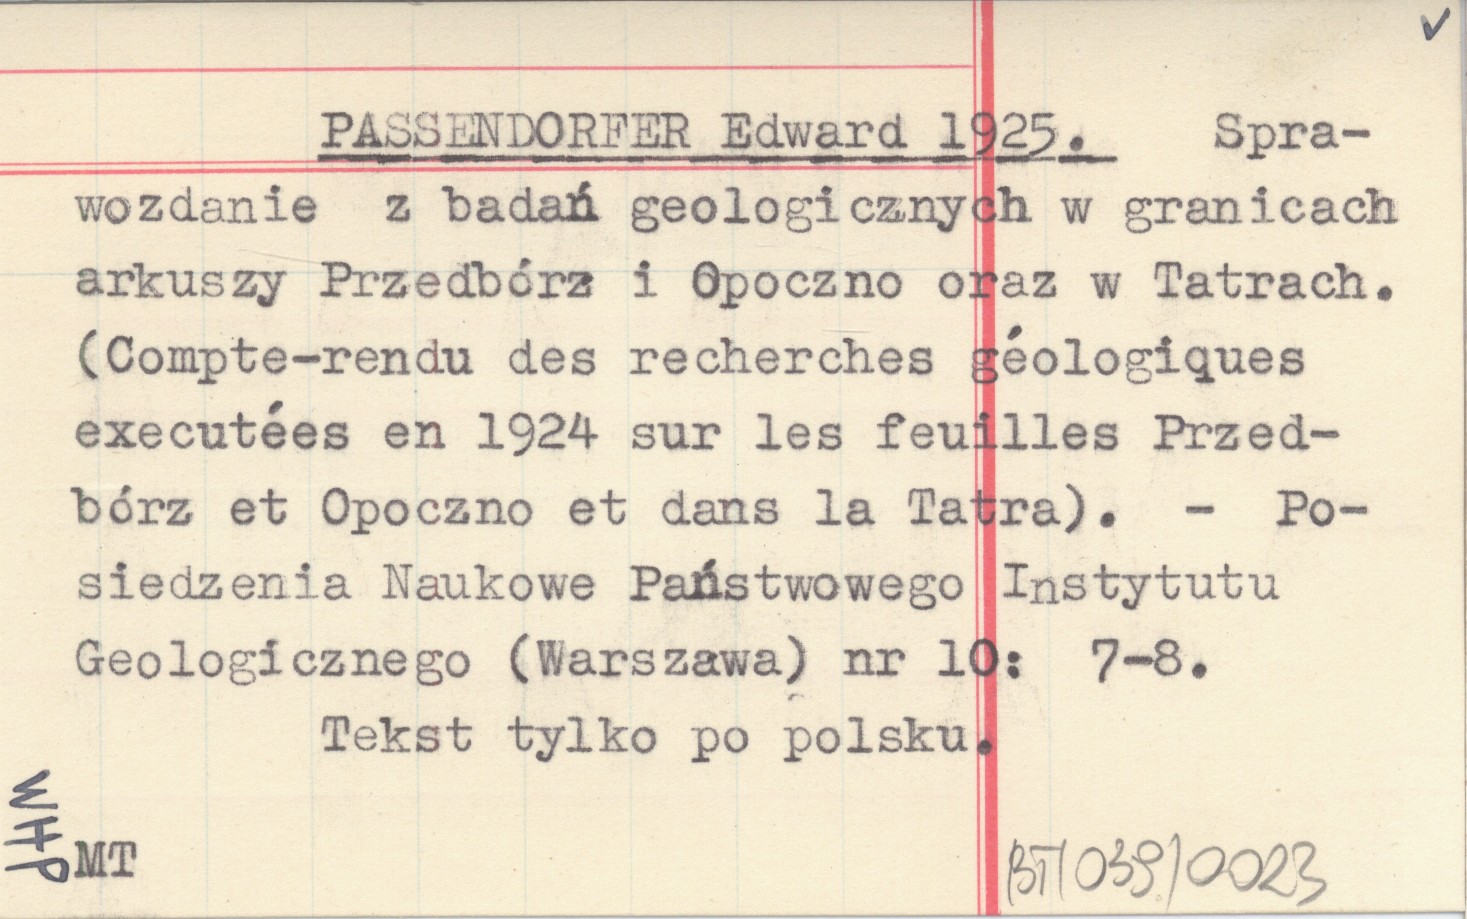 PASSENDORFER Edward 1925. Spra-
wozdanie z badań geologicznych w granicach
arkuszy Przedbórz i Opoczno oraz w Tatrach.
(Compte-rendu des recherches géologiques
executées en 1924 sur les feuilles Przed-
bórz et Opoczno et dans la Tatra). - Po-
siedzenia Naukowe Państwowego Instytutu
Geologicznego (Warszawa) nr 10: 7-8.
Tekst tylko po polsku.
WHP
MT
BT/039/0023